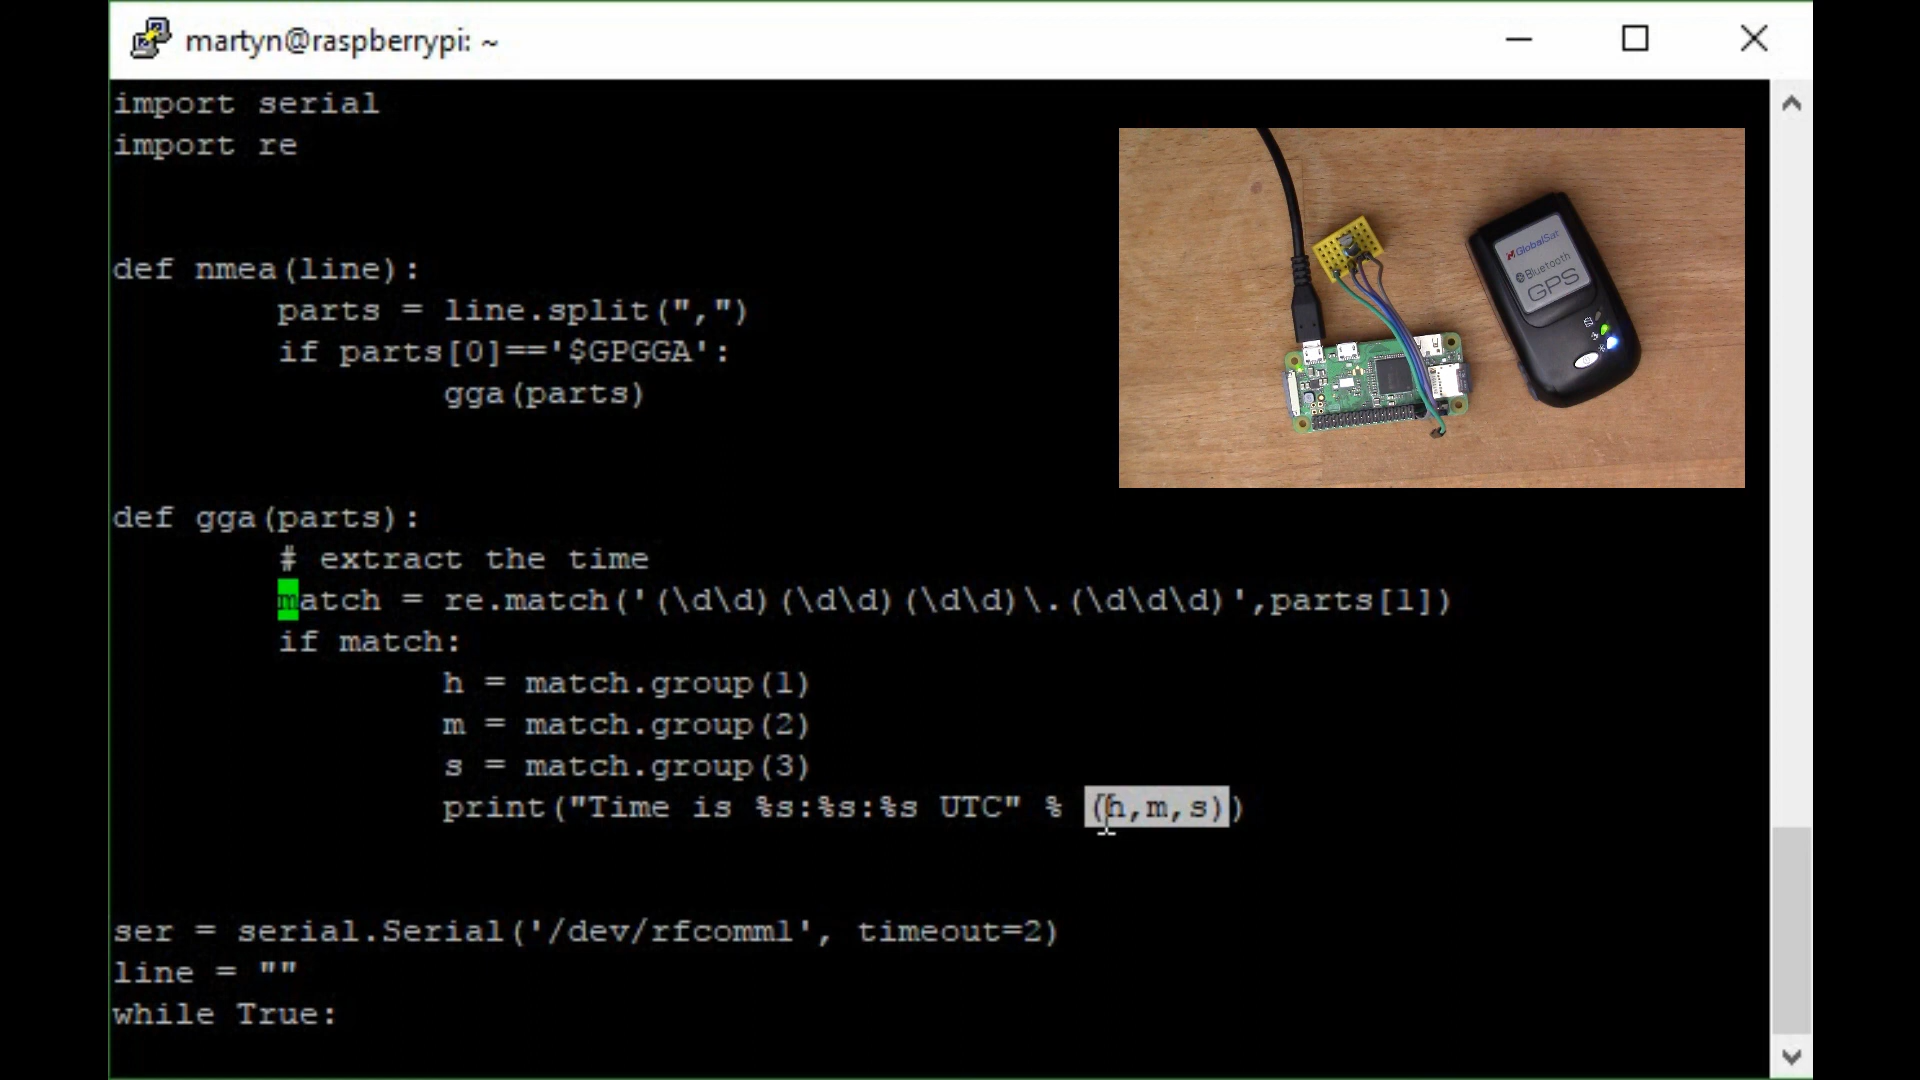 martyn@raspberrypi: ~
import serial
import re
def nmea(line):
parts = line.split(",")
if parts[0]=='$GPGGA':
gga(parts)
def gga(parts):
# extract the time
match = re.match('(\d\d)(\d\d)(\d\d)\.(\d\d\d)',parts[1])
if match:
h = match.group(1)
m = match.group(2)
s = match.group(3)
print("Time is %s:%s:%s UTC" % (h,m,s))
ser = serial.Serial('/dev/rfcomm1', timeout=2)
line = ""
while True:
GlobalSat
Bluetooth
GPS